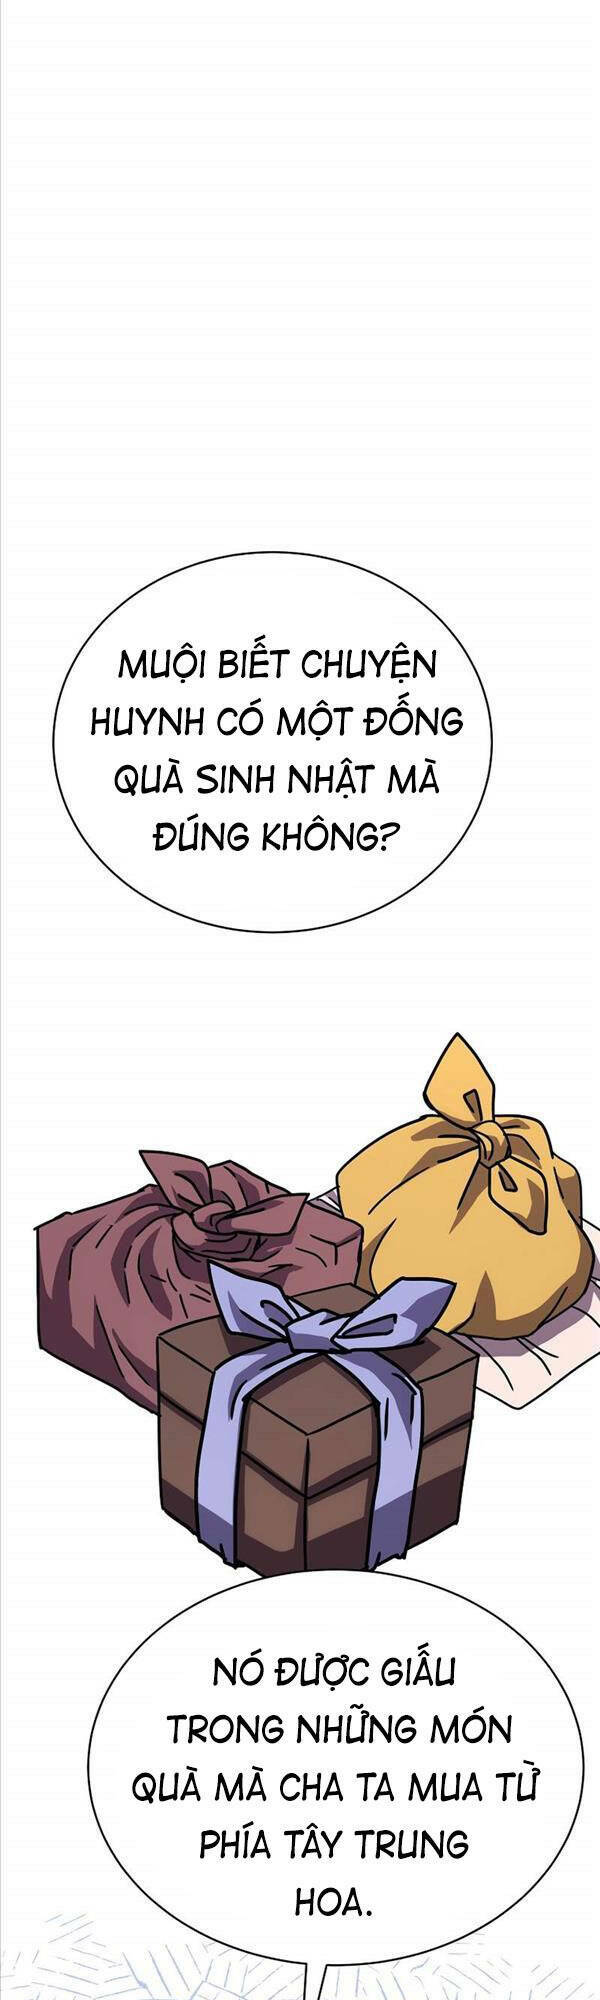 MUỘI BIẾT CHUYỆN
HUYNH CÓ MỘT ĐỐNG
QUÀ SINH NHẬT MÀ
ĐÚNG KHÔNG?
NÓ ĐƯỢC GIẤU
TRONG NHỮNG MÓN
QUÀ MÀ CHA TA MUA TỪ
PHÍA TÂY TRUNG
HOA.